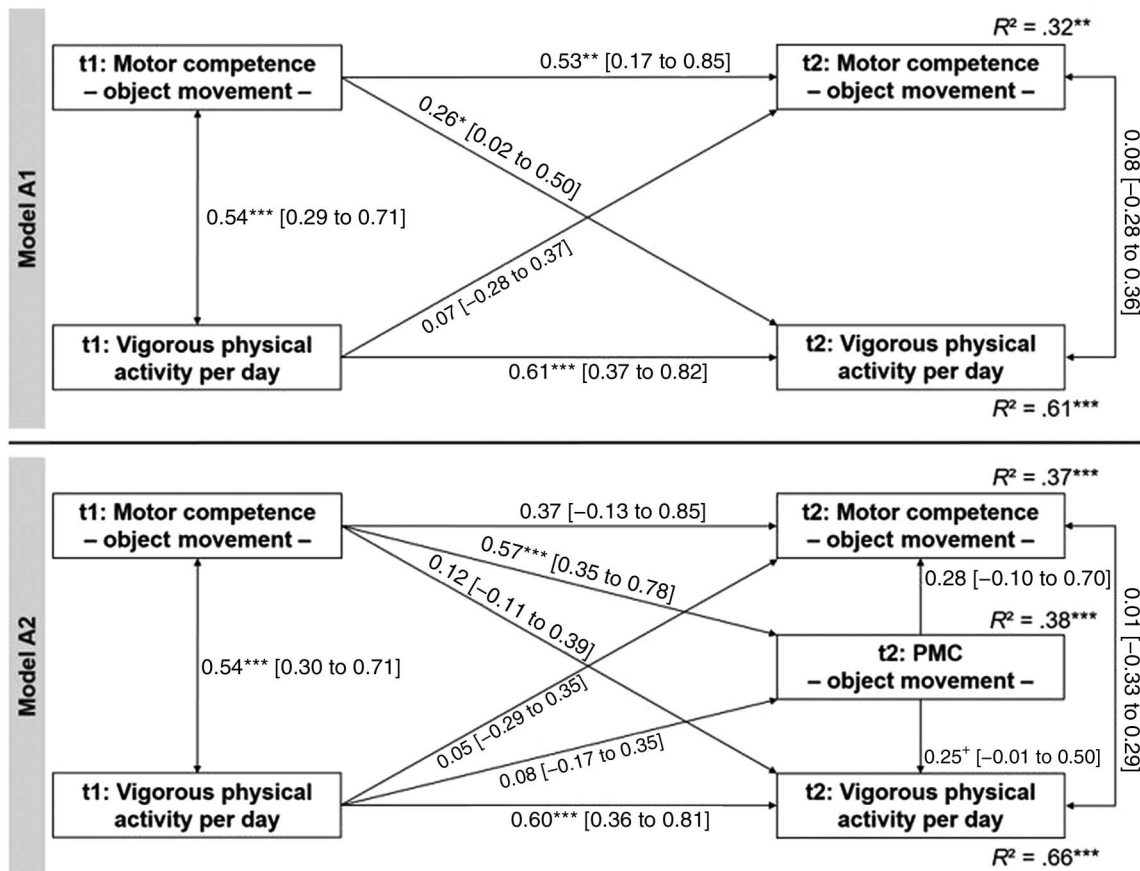 Model A1
R² = .32**
t1: Motor competence
– object movement –
0.53** [0.17 to 0.85]
t2: Motor competence
– object movement –
0.26* [0.02 to 0.50]
0.54*** [0.29 to 0.71]
0.08 [−0.28 to 0.36]
0.07 [−0.28 to 0.37]
t1: Vigorous physical
activity per day
0.61*** [0.37 to 0.82]
t2: Vigorous physical
activity per day
R² = .61***
Model A2
R² = .37***
t1: Motor competence
– object movement –
0.37 [−0.13 to 0.85]
t2: Motor competence
– object movement –
0.57*** [0.35 to 0.78]
0.12 [−0.11 to 0.39]
0.28 [−0.10 to 0.70]
R² = .38***
t2: PMC
– object movement –
0.54*** [0.30 to 0.71]
0.01 [−0.33 to 0.29]
0.05 [−0.29 to 0.35]
0.08 [−0.17 to 0.35]
0.25⁺ [−0.01 to 0.50]
t1: Vigorous physical
activity per day
0.60*** [0.36 to 0.81]
t2: Vigorous physical
activity per day
R² = .66***